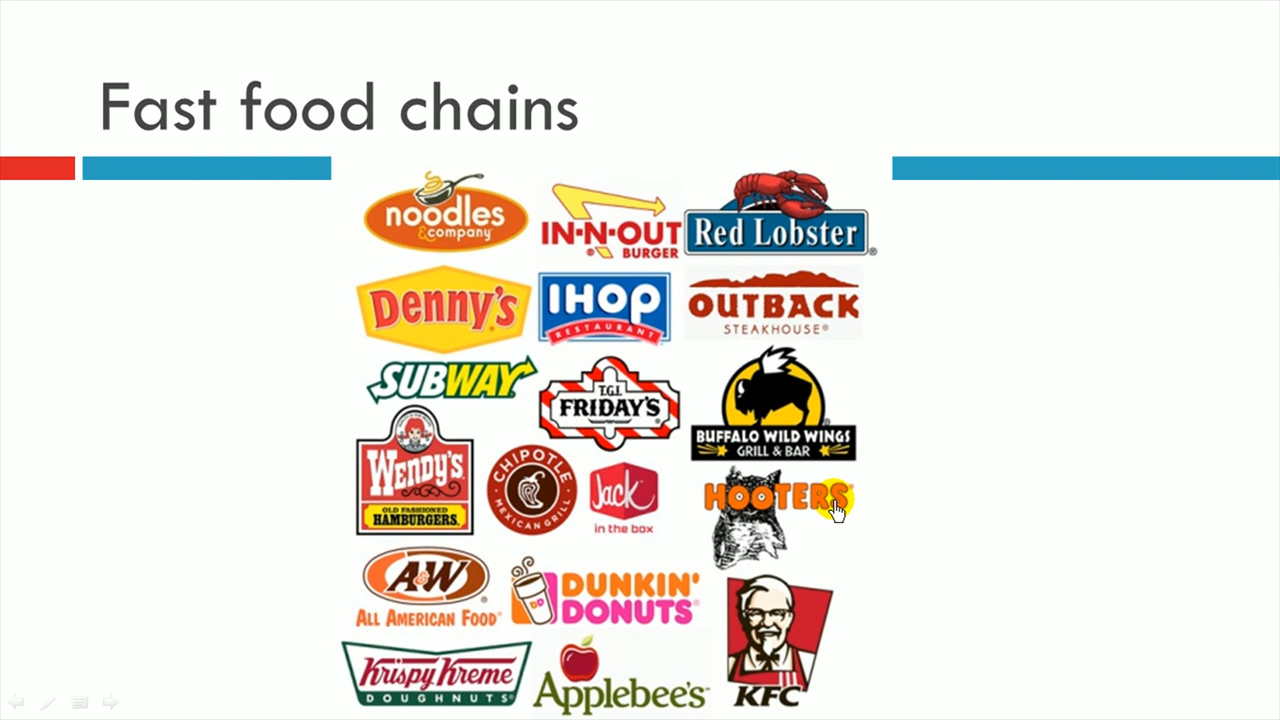 Fast food chains
noodles
&company
IN-N-OUT
® BURGER
Red Lobster®
Denny's®
IHOP
RESTAURANT
OUTBACK
STEAKHOUSE®
SUBWAY
T.G.I.
FRIDAY'S®
BUFFALO WILD WINGS®
GRILL & BAR
WENDY'S
OLD FASHIONED
HAMBURGERS.
CHIPOTLE
MEXICAN GRILL
Jack
in the box
HOOTERS®
A&W®
ALL AMERICAN FOOD®
DD
DUNKIN'
DONUTS®
Krispy Kreme
DOUGHNUTS®
Applebee's
KFC